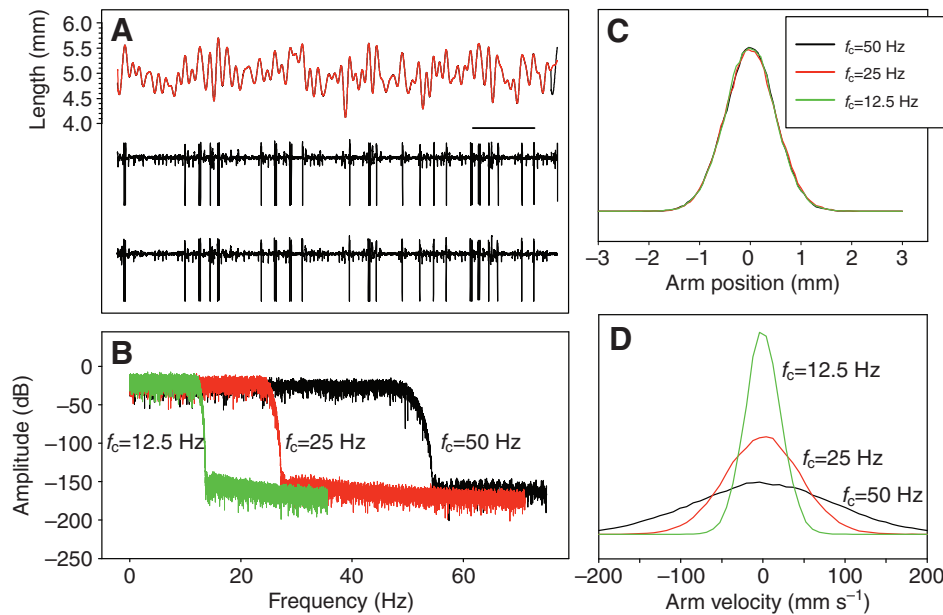 A
Length (mm)
6.0
5.5
5.0
4.5
4.0
B
Amplitude (dB)
0
−50
−100
−150
−200
−250
fc=12.5 Hz
fc=25 Hz
fc=50 Hz
0 20 40 60
Frequency (Hz)
C
fc=50 Hz
fc=25 Hz
fc=12.5 Hz
−3 −2 −1 0 1 2 3
Arm position (mm)
D
fc=12.5 Hz
fc=25 Hz
fc=50 Hz
−200 −100 0 100 200
Arm velocity (mm s−1)